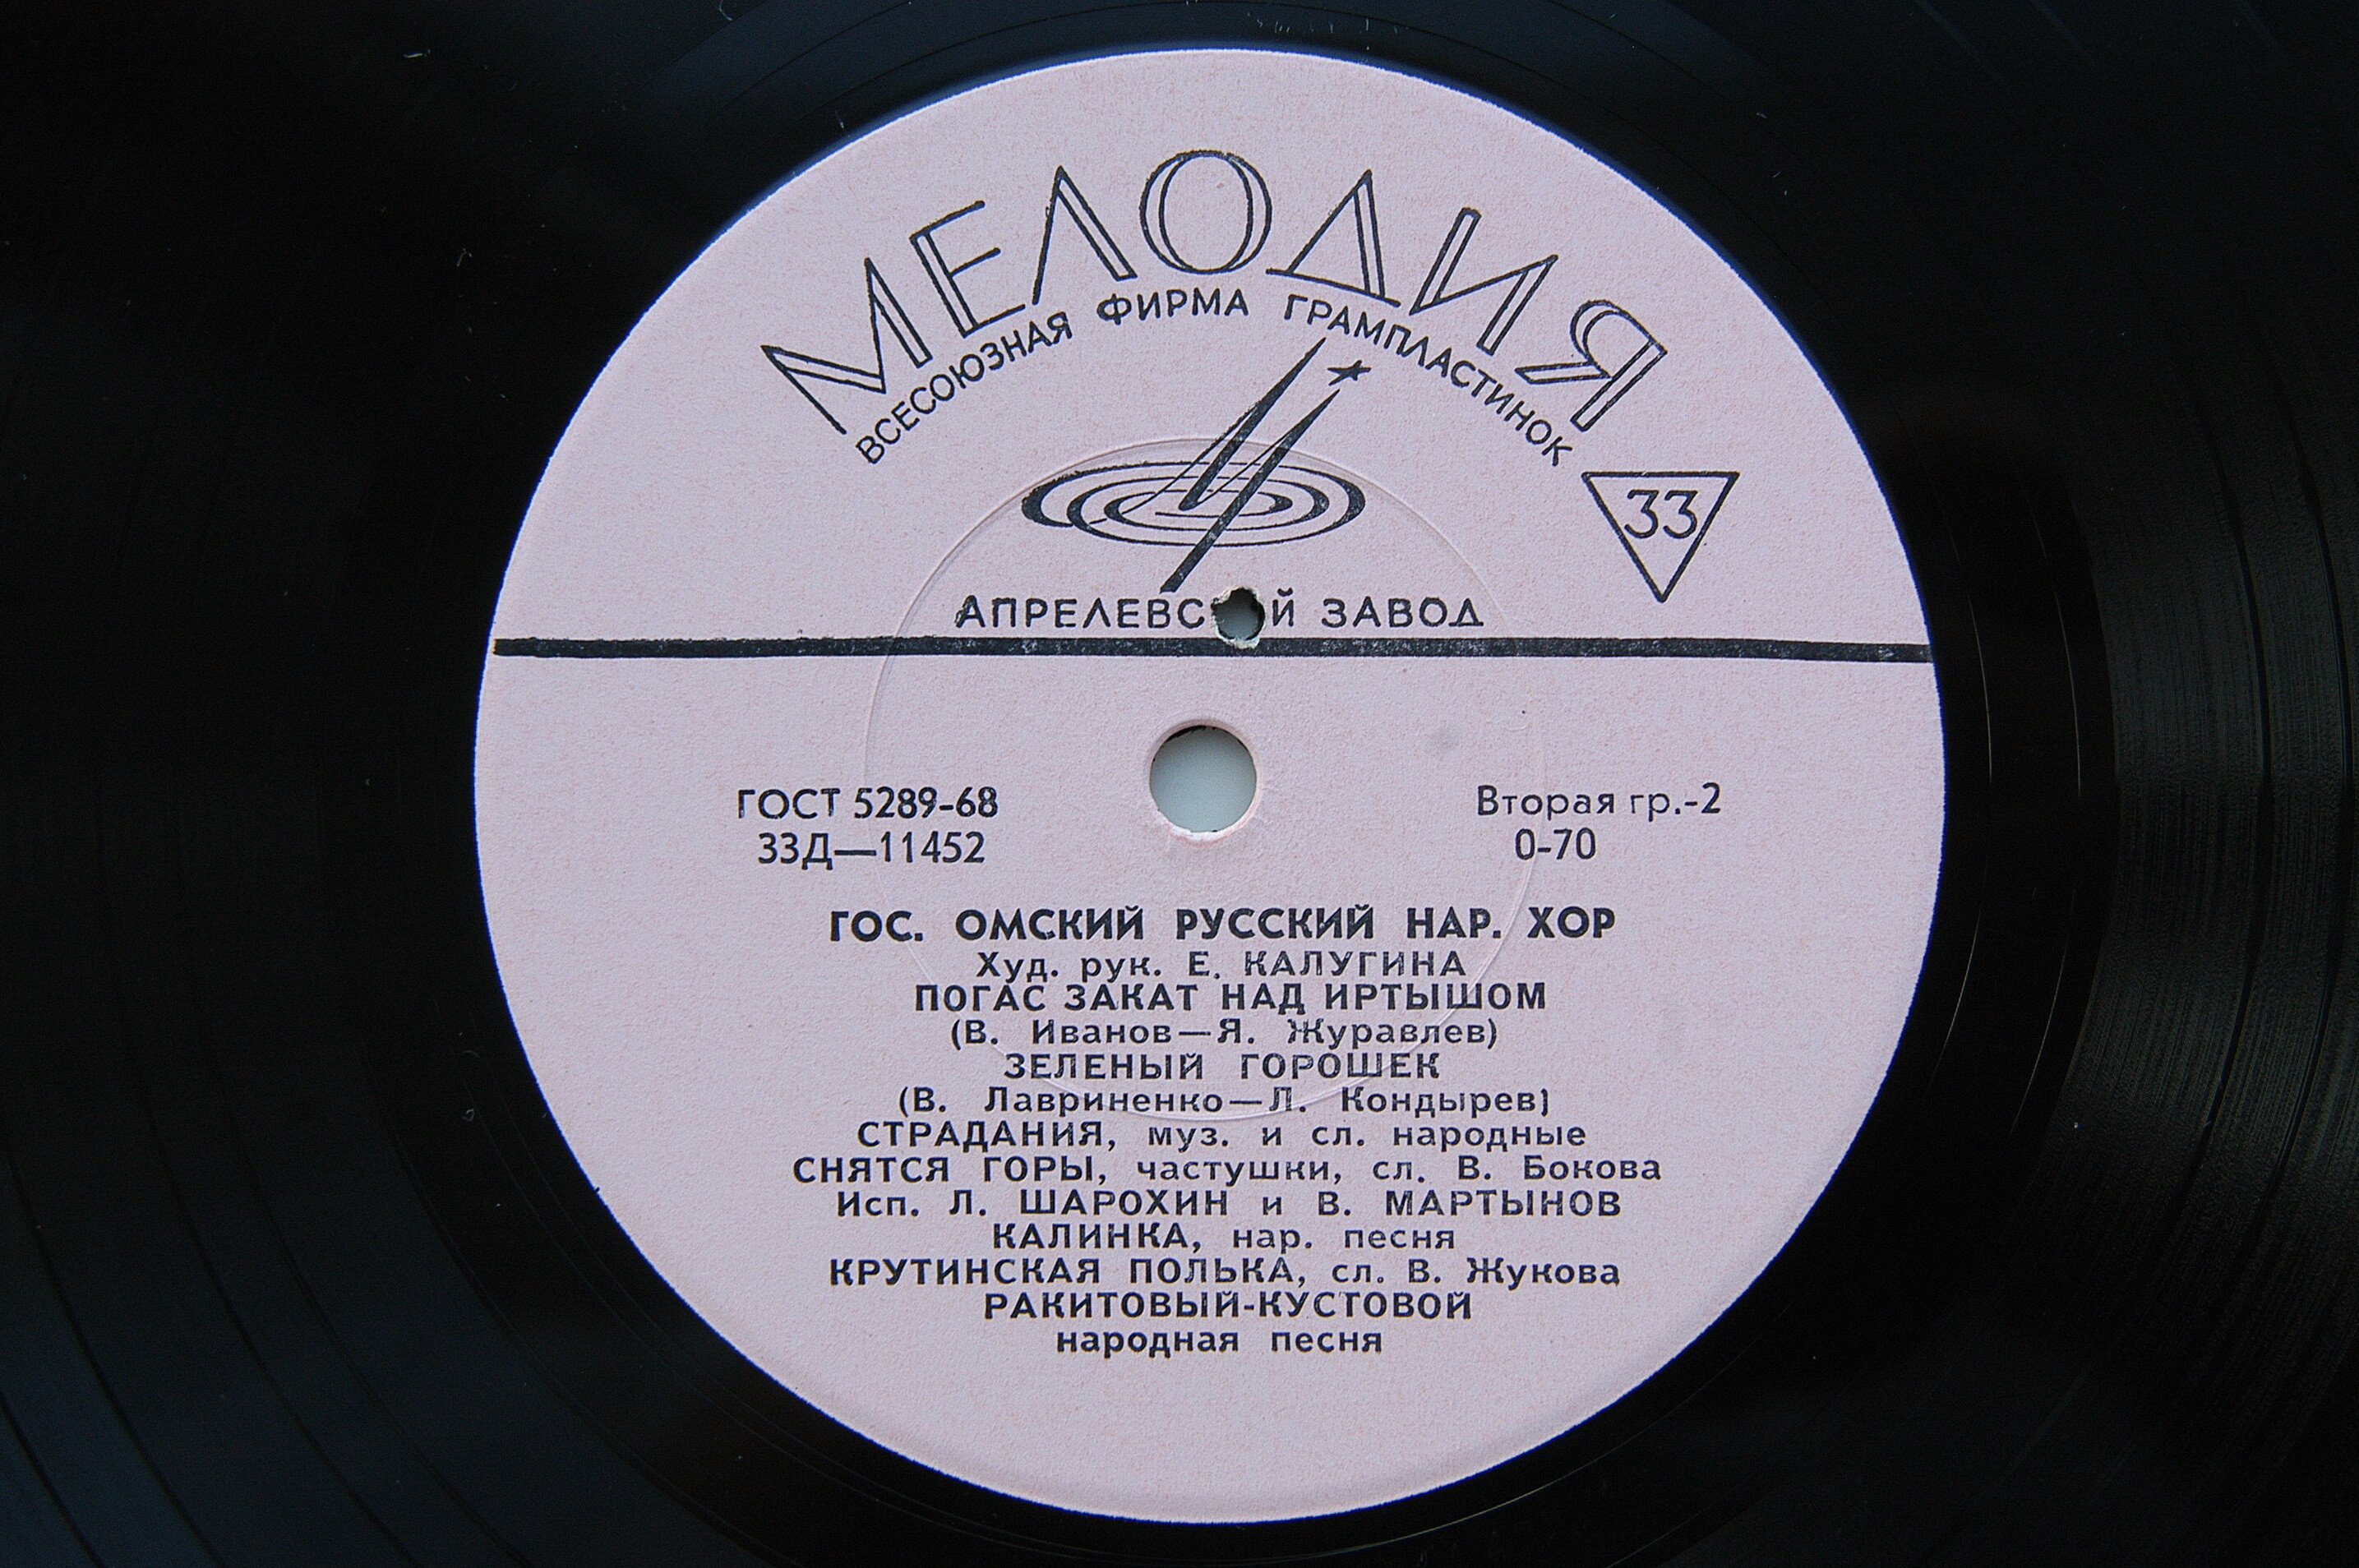 МЕЛОДИЯ
ВСЕСОЮЗНАЯ ФИРМА ГРАМПЛАСТИНОК
33
АПРЕЛЕВСКИЙ ЗАВОД
ГОСТ 5289-68
33Д—11452
Вторая гр.-2
0-70
ГОС. ОМСКИЙ РУССКИЙ НАР. ХОР
Худ. рук. Е. КАЛУГИНА
ПОГАС ЗАКАТ НАД ИРТЫШОМ
(В. Иванов—Я. Журавлев)
ЗЕЛЕНЫЙ ГОРОШЕК
(В. Лавриненко—Л. Кондырев)
СТРАДАНИЯ, муз. и сл. народные
СНЯТСЯ ГОРЫ, частушки, сл. В. Бокова
Исп. Л. ШАРОХИН и В. МАРТЫНОВ
КАЛИНКА, нар. песня
КРУТИНСКАЯ ПОЛЬКА, сл. В. Жукова
РАКИТОВЫЙ-КУСТОВОЙ
народная песня